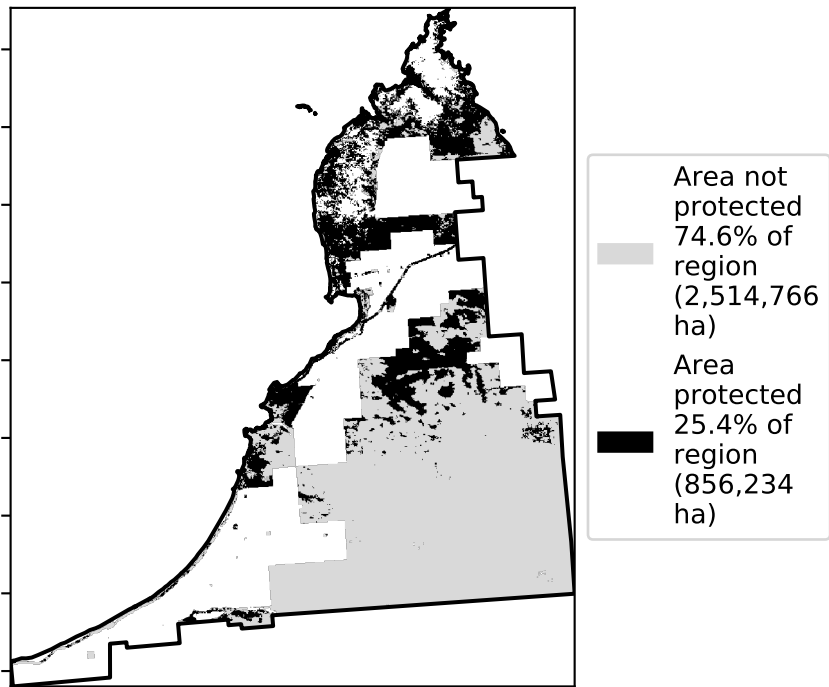 Area not
protected
74.6% of
region
(2,514,766
ha)
Area
protected
25.4% of
region
(856,234
ha)